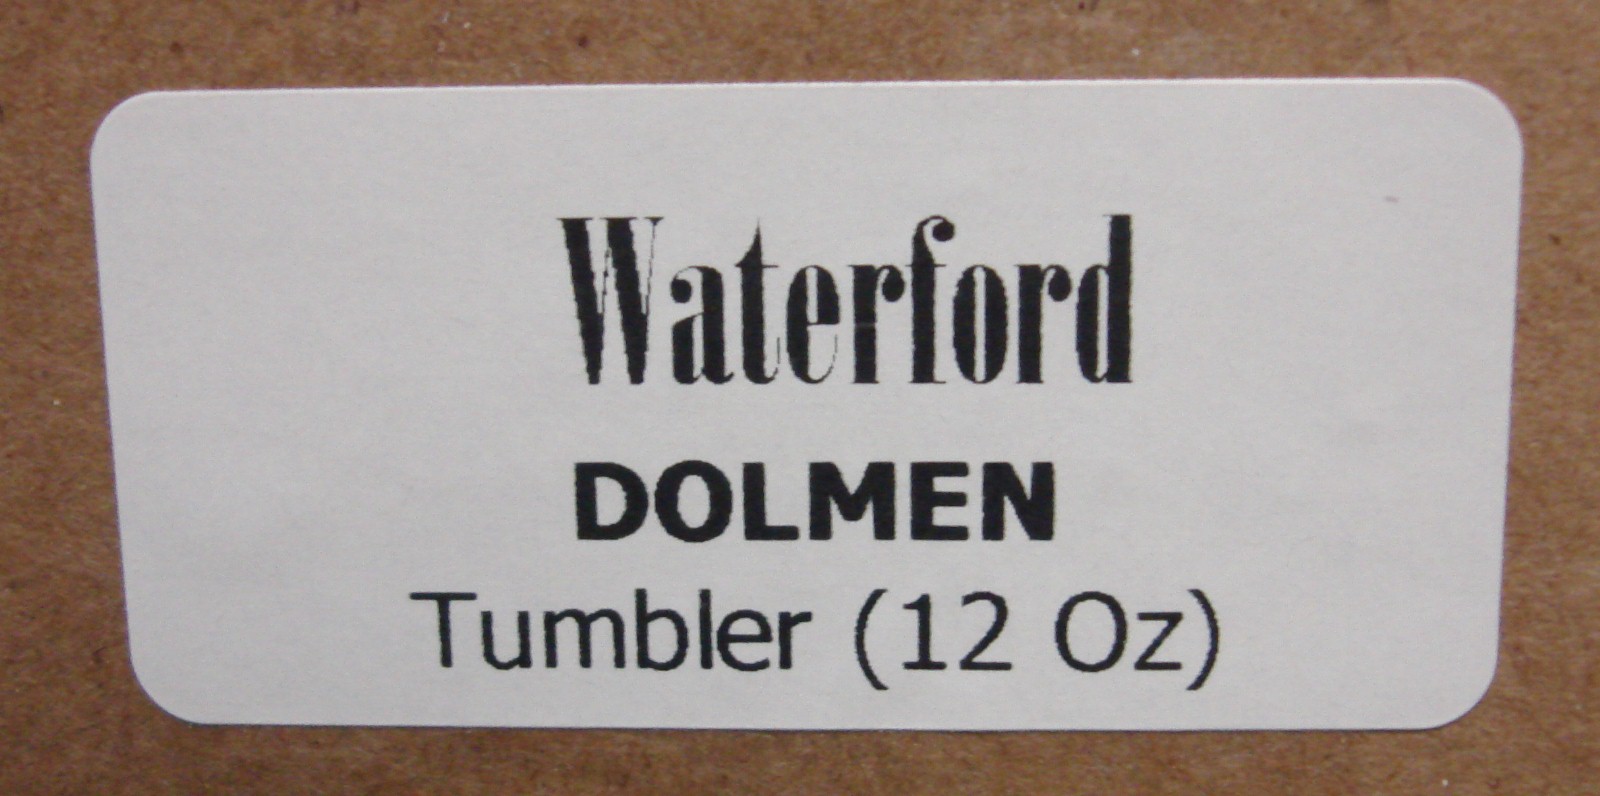 Waterford
DOLMEN
Tumbler (12 Oz)